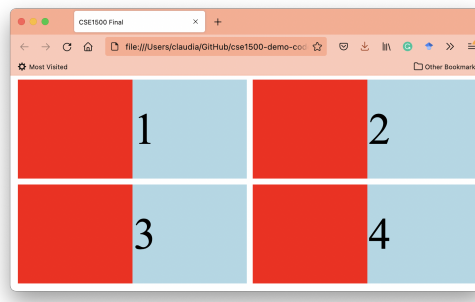 CSE1500 Final
file:///Users/claudia/GitHub/cse1500-demo-cod
Most Visited
Other Bookmark
1
2
3
4